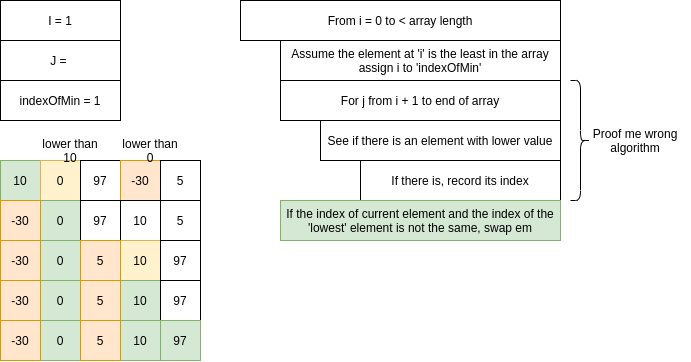 I = 1
J =
indexOfMin = 1
From i = 0 to < array length
Assume the element at 'i' is the least in the array
assign i to 'indexOfMin'
For j from i + 1 to end of array
See if there is an element with lower value
If there is, record its index
If the index of current element and the index of the
'lowest' element is not the same, swap em
Proof me wrong
algorithm
lower than
10
lower than
0
10 0 97 -30 5
-30 0 97 10 5
-30 0 5 10 97
-30 0 5 10 97
-30 0 5 10 97